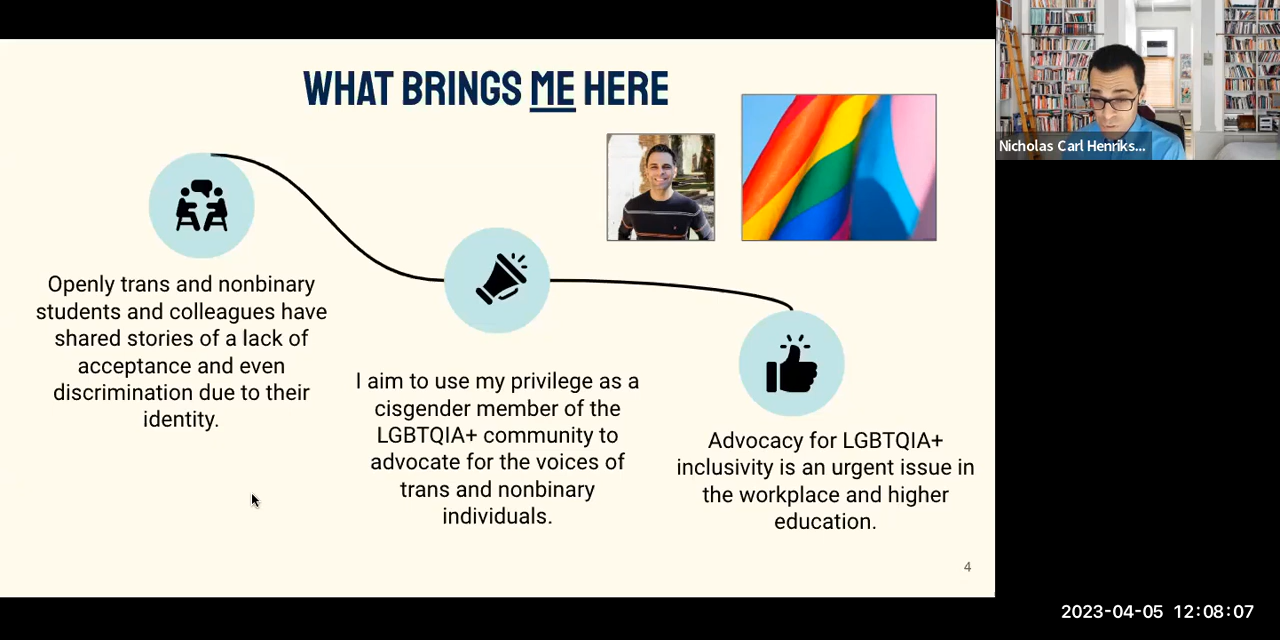 WHAT BRINGS ME HERE
Openly trans and nonbinary
students and colleagues have
shared stories of a lack of
acceptance and even
discrimination due to their
identity.
I aim to use my privilege as a
cisgender member of the
LGBTQIA+ community to
advocate for the voices of
trans and nonbinary
individuals.
Advocacy for LGBTQIA+
inclusivity is an urgent issue in
the workplace and higher
education.
4
Nicholas Carl Henriks...
2023-04-05 12:08:07